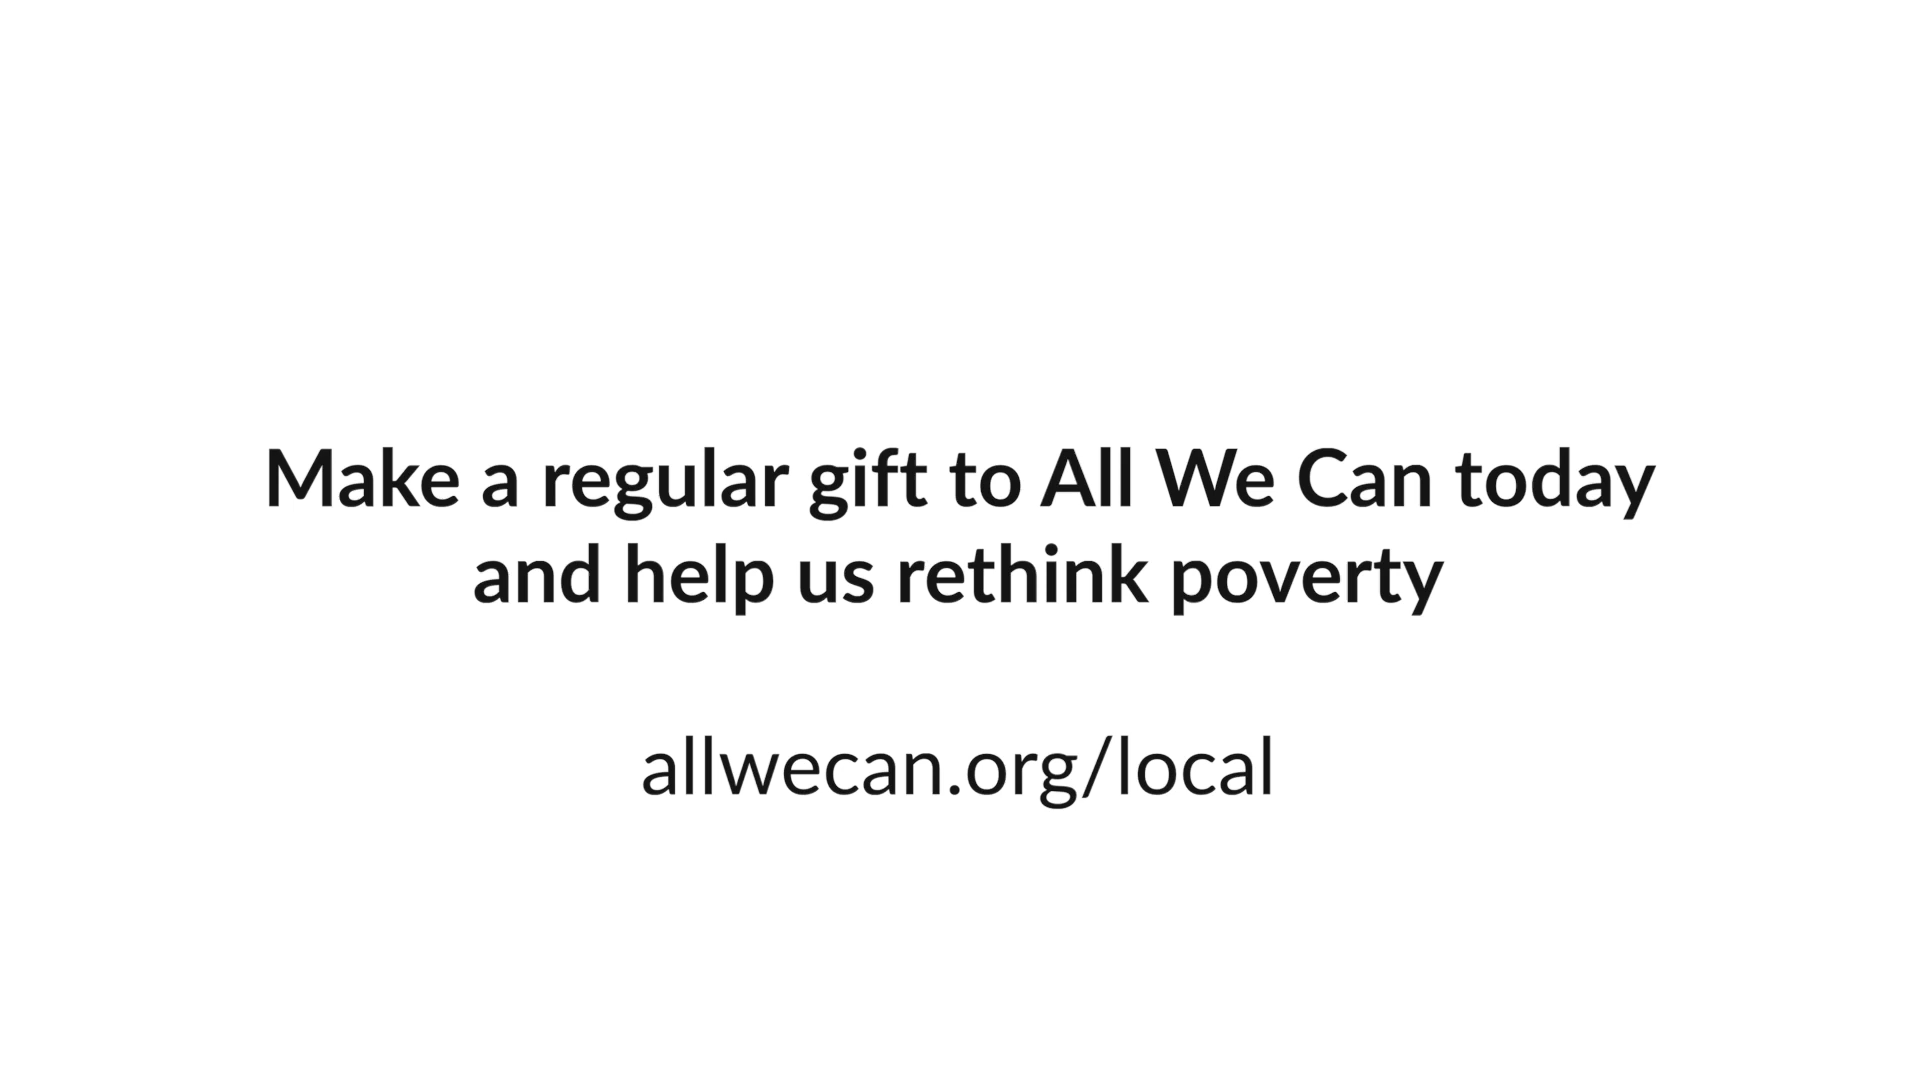 Make a regular gift to All We Can today
and help us rethink poverty
allwecan.org/local